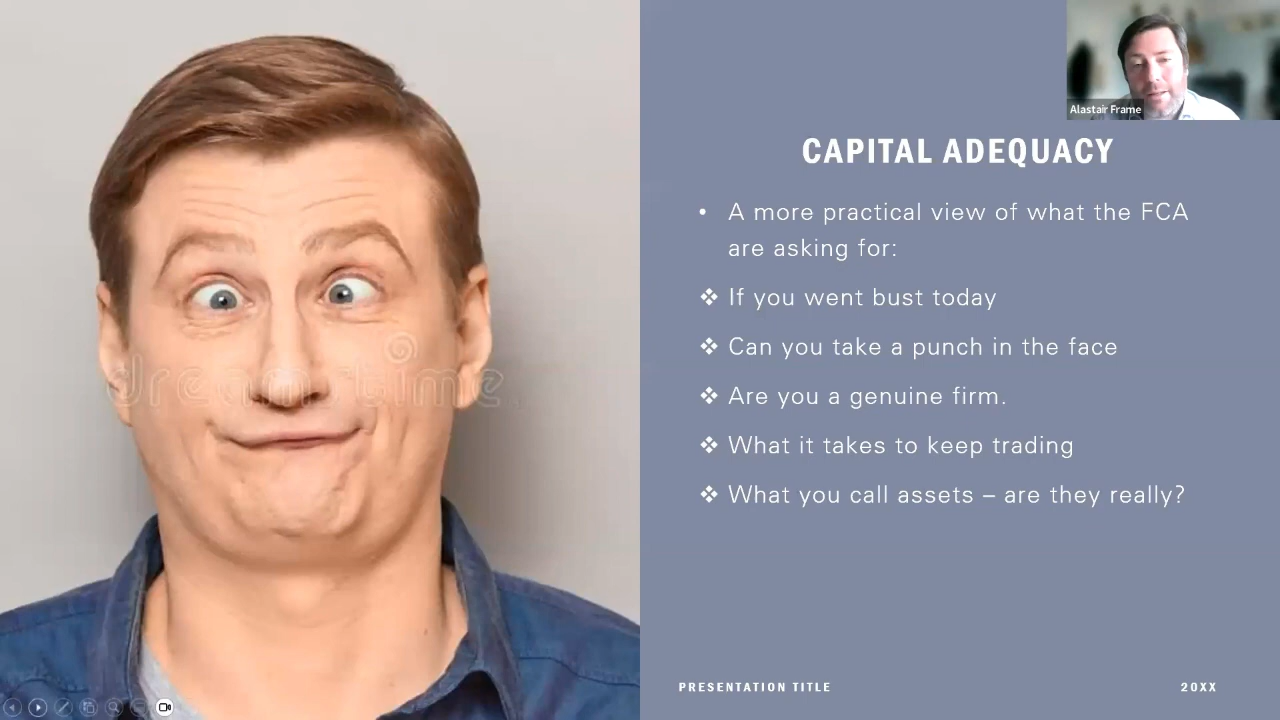 Alastair Frame
CAPITAL ADEQUACY
• A more practical view of what the FCA
are asking for:
❖ If you went bust today
❖ Can you take a punch in the face
❖ Are you a genuine firm.
❖ What it takes to keep trading
❖ What you call assets – are they really?
dreamstime
PRESENTATION TITLE
20XX